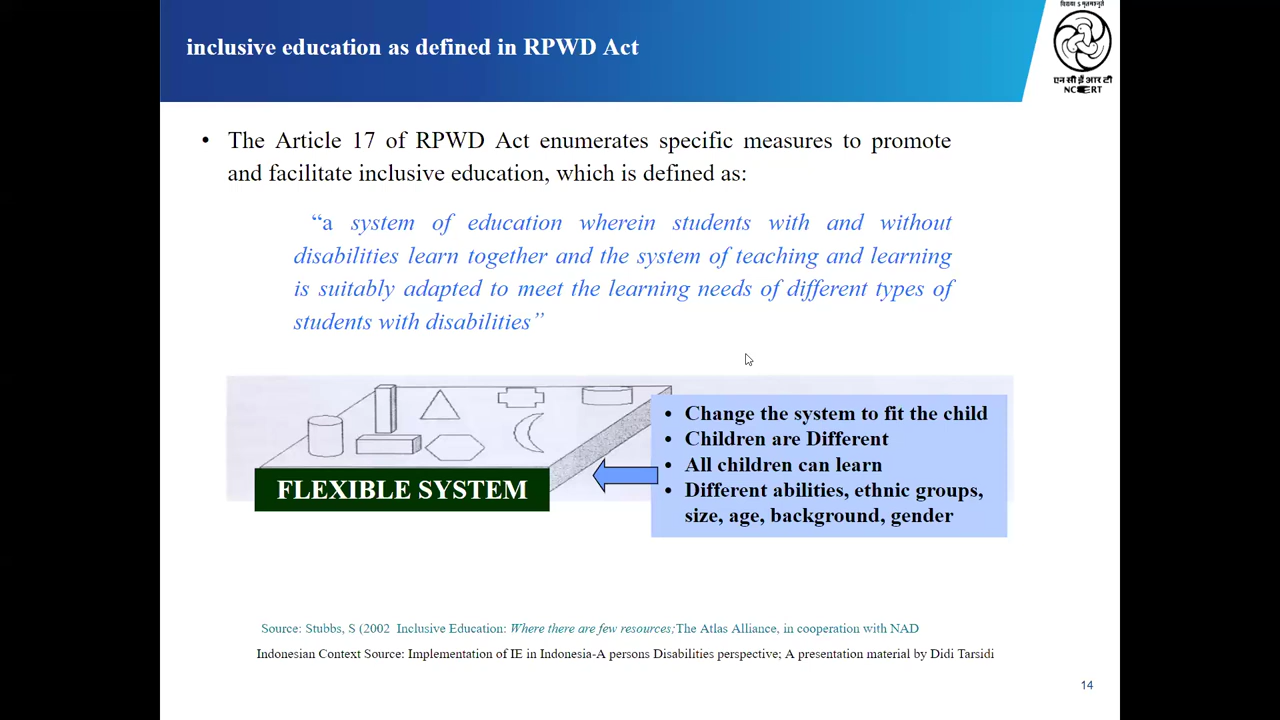 विद्यया ऽ मृतमश्नुते
inclusive education as defined in RPWD Act
एन सी ई आर टी
NCERT
• The Article 17 of RPWD Act enumerates specific measures to promote
and facilitate inclusive education, which is defined as:
“a system of education wherein students with and without
disabilities learn together and the system of teaching and learning
is suitably adapted to meet the learning needs of different types of
students with disabilities”
• Change the system to fit the child
• Children are Different
• All children can learn
• Different abilities, ethnic groups,
size, age, background, gender
FLEXIBLE SYSTEM
Source: Stubbs, S (2002 Inclusive Education: Where there are few resources;The Atlas Alliance, in cooperation with NAD
Indonesian Context Source: Implementation of IE in Indonesia-A persons Disabilities perspective; A presentation material by Didi Tarsidi
14